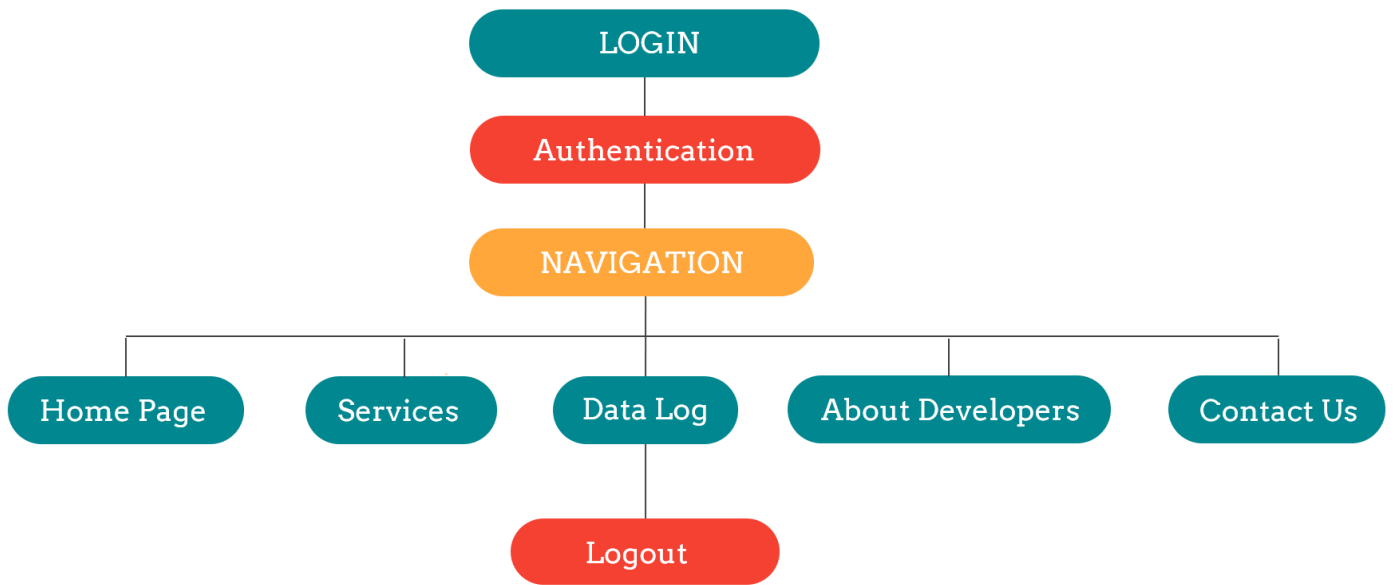 LOGIN
Authentication
NAVIGATION
Home Page
Services
Data Log
About Developers
Contact Us
Logout